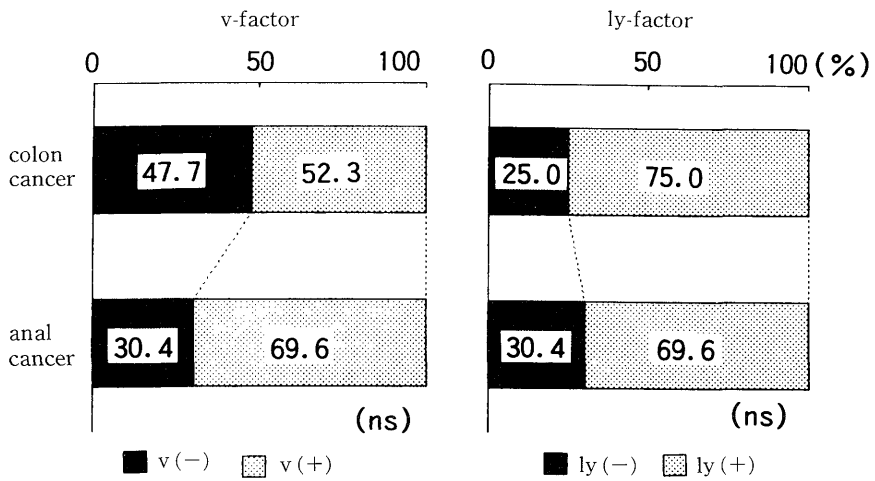 v-factor
0 50 100
colon cancer
47.7 52.3
anal cancer
30.4 69.6
(ns)
v(−) v(+)
ly-factor
0 50 100(%)
25.0 75.0
30.4 69.6
(ns)
ly(−) ly(+)